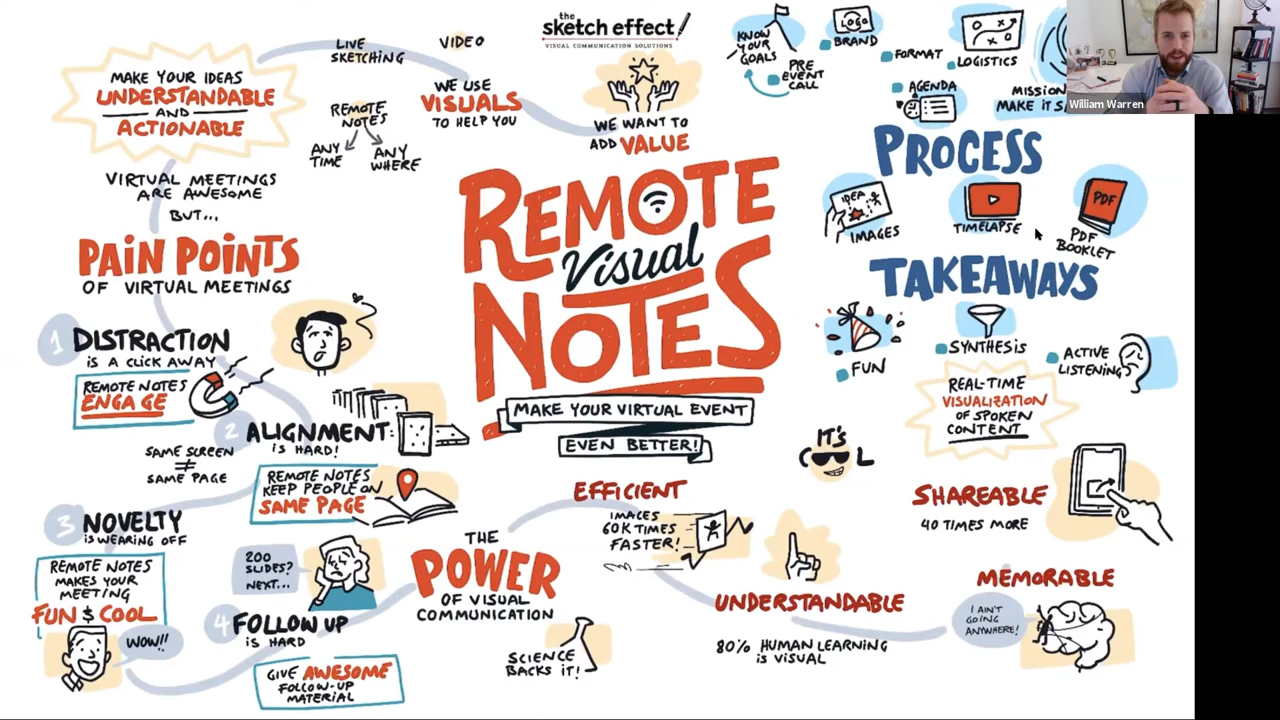 the
sketch effect
VISUAL COMMUNICATION SOLUTIONS
MAKE YOUR IDEAS
UNDERSTANDABLE
AND
ACTIONABLE
LIVE
SKETCHING
VIDEO
REMOTE
NOTES
ANY
TIME
ANY
WHERE
WE USE
VISUALS
TO HELP YOU
WE WANT TO
ADD VALUE
VIRTUAL MEETINGS
ARE AWESOME
BUT...
PAIN POINTS
OF VIRTUAL MEETINGS
1 DISTRACTION
IS A CLICK AWAY
REMOTE NOTES
ENGAGE
2 ALIGNMENT
IS HARD!
SAME SCREEN
≠
SAME PAGE
REMOTE NOTES
KEEP PEOPLE ON
SAME PAGE
3 NOVELTY
IS WEARING OFF
REMOTE NOTES
MAKES YOUR
MEETING
FUN & COOL
WOW!!
200
SLIDES?
NEXT...
4 FOLLOW UP
IS HARD
GIVE AWESOME
FOLLOW-UP
MATERIAL
REMOTE
Visual
NOTES
MAKE YOUR VIRTUAL EVENT
EVEN BETTER!
THE
POWER
OF VISUAL
COMMUNICATION
SCIENCE
BACKS IT!
EFFICIENT
IMAGES
60K TIMES
FASTER!
UNDERSTANDABLE
80% HUMAN LEARNING
IS VISUAL
MEMORABLE
I AIN'T
GOING
ANYWHERE!
SHAREABLE
40 TIMES MORE
IT'S
COOL
KNOW
YOUR
GOALS
PRE
EVENT
CALL
LOGO
BRAND
FORMAT
AGENDA
LOGISTICS
MISSION
MAKE IT
William Warren
PROCESS
IDEA
IMAGES
TIMELAPSE
PDF
PDF
BOOKLET
TAKEAWAYS
FUN
SYNTHESIS
ACTIVE
LISTENING
REAL-TIME
VISUALIZATION
OF SPOKEN
CONTENT